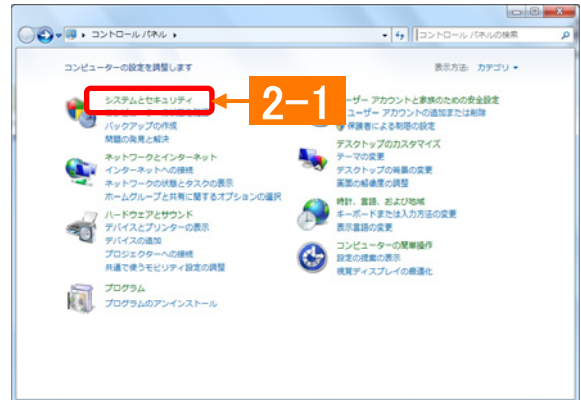 コントロール パネル
コントロール パネルの検索
コンピューターの設定を調整します
表示方法: カテゴリ
システムとセキュリティ
バックアップの作成
問題の発見と解決
ネットワークとインターネット
インターネットへの接続
ネットワークの状態とタスクの表示
ホームグループと共有に関するオプションの選択
ハードウェアとサウンド
デバイスとプリンターの表示
デバイスの追加
プロジェクターへの接続
共通で使うモビリティ設定の調整
プログラム
プログラムのアンインストール
2-1
ーザー アカウントと家族のための安全設定
ユーザー アカウントの追加または削除
保護者による制限の設定
デスクトップのカスタマイズ
テーマの変更
デスクトップの背景の変更
画面の解像度の調整
時計、言語、および地域
キーボードまたは入力方法の変更
表示言語の変更
コンピューターの簡単操作
設定の提案の表示
視覚ディスプレイの最適化